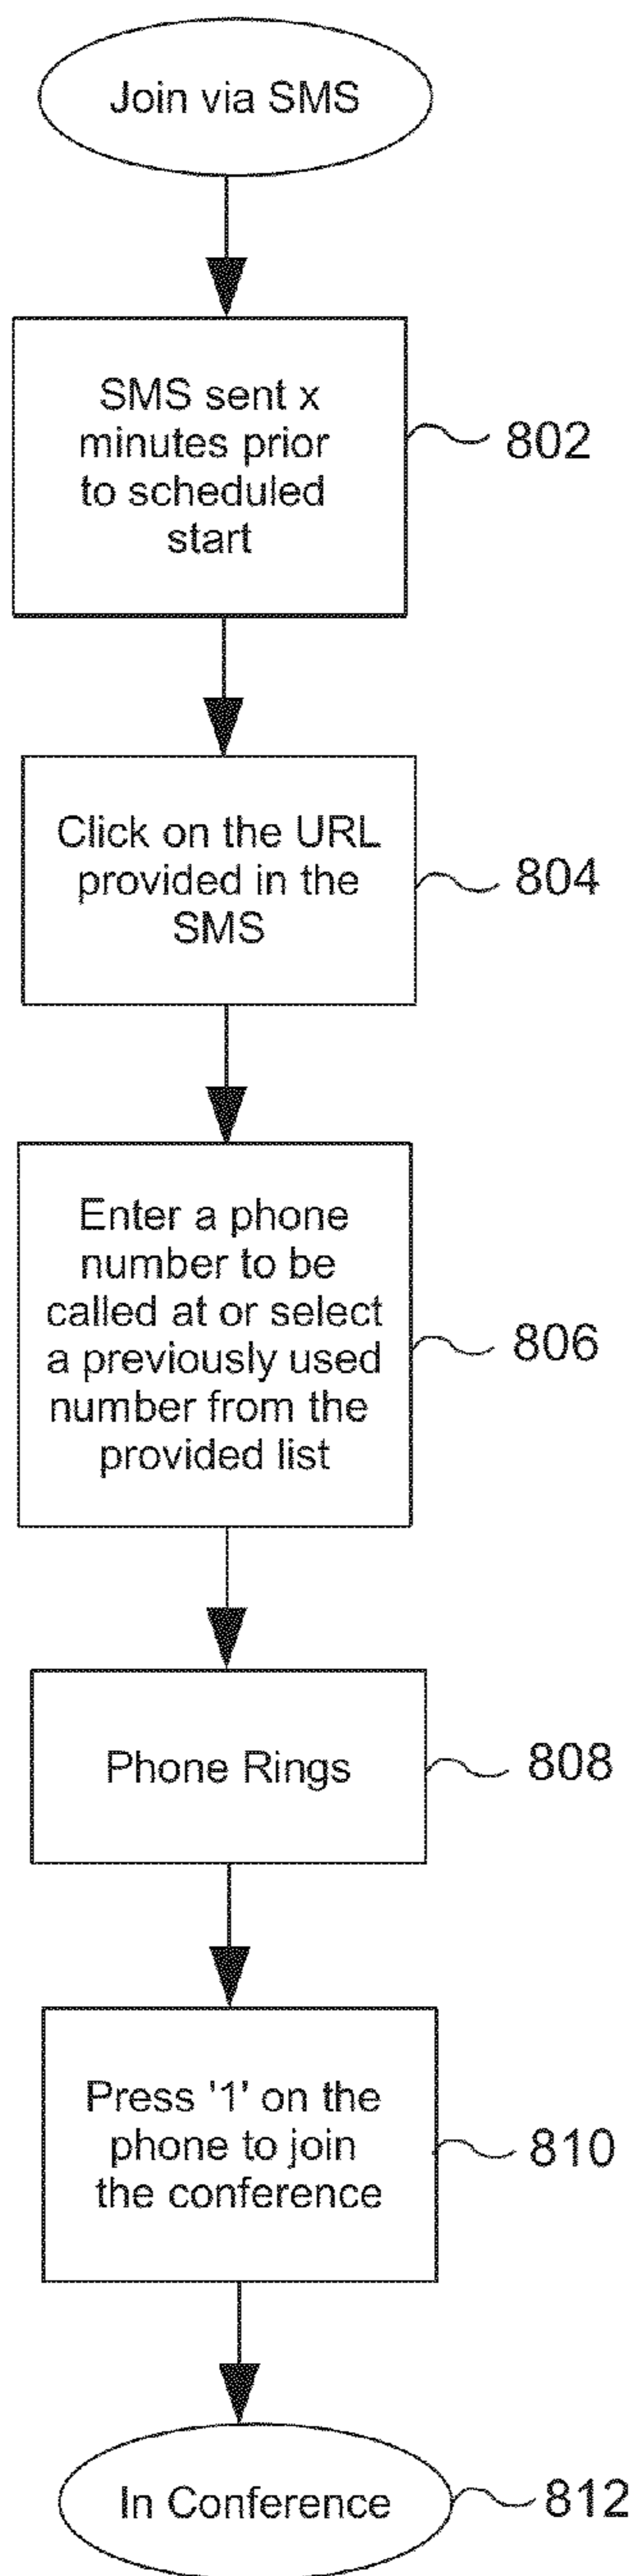 Join via SMS
SMS sent x
minutes prior
to scheduled
start
802
Click on the URL
provided in the
SMS
804
Enter a phone
number to be
called at or select
a previously used
number from the
provided list
806
Phone Rings
808
Press '1' on the
phone to join
the conference
810
In Conference
812